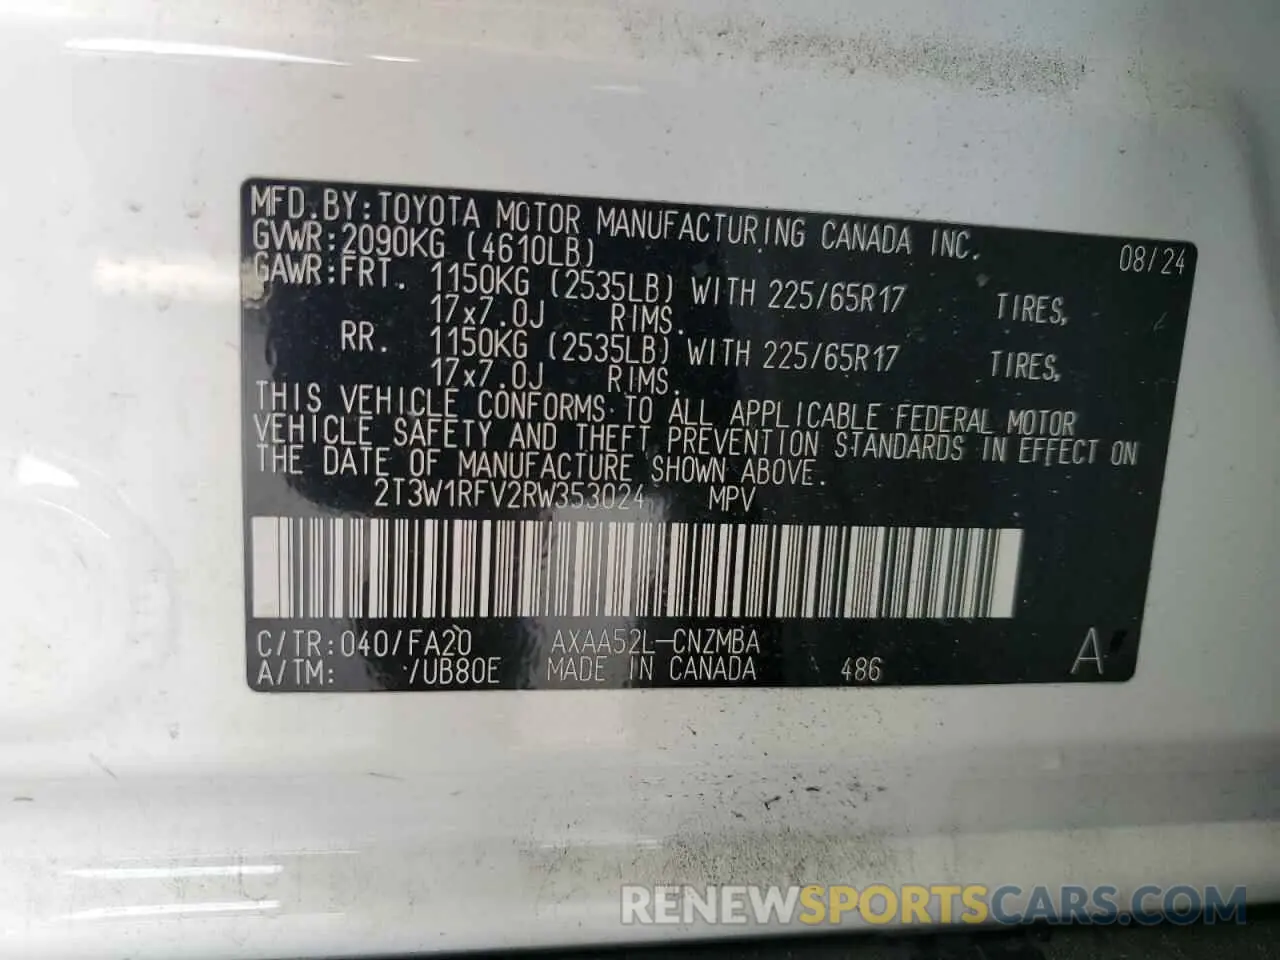 MFD.BY:TOYOTA MOTOR MANUFACTURING CANADA INC. 08/24
GVWR:2090KG (4610LB)
GAWR:FRT. 1150KG (2535LB) WITH 225/65R17 TIRES,
17x7.0J RIMS.
RR. 1150KG (2535LB) WITH 225/65R17 TIRES,
17x7.0J RIMS.
THIS VEHICLE CONFORMS TO ALL APPLICABLE FEDERAL MOTOR
VEHICLE SAFETY AND THEFT PREVENTION STANDARDS IN EFFECT ON
THE DATE OF MANUFACTURE SHOWN ABOVE.
2T3W1RFV2RW353024 MPV
C/TR:040/FA20 AXAA52L-CNZMBA
A/TM: /UB80E MADE IN CANADA 486 A
RENEWSPORTSCARS.COM